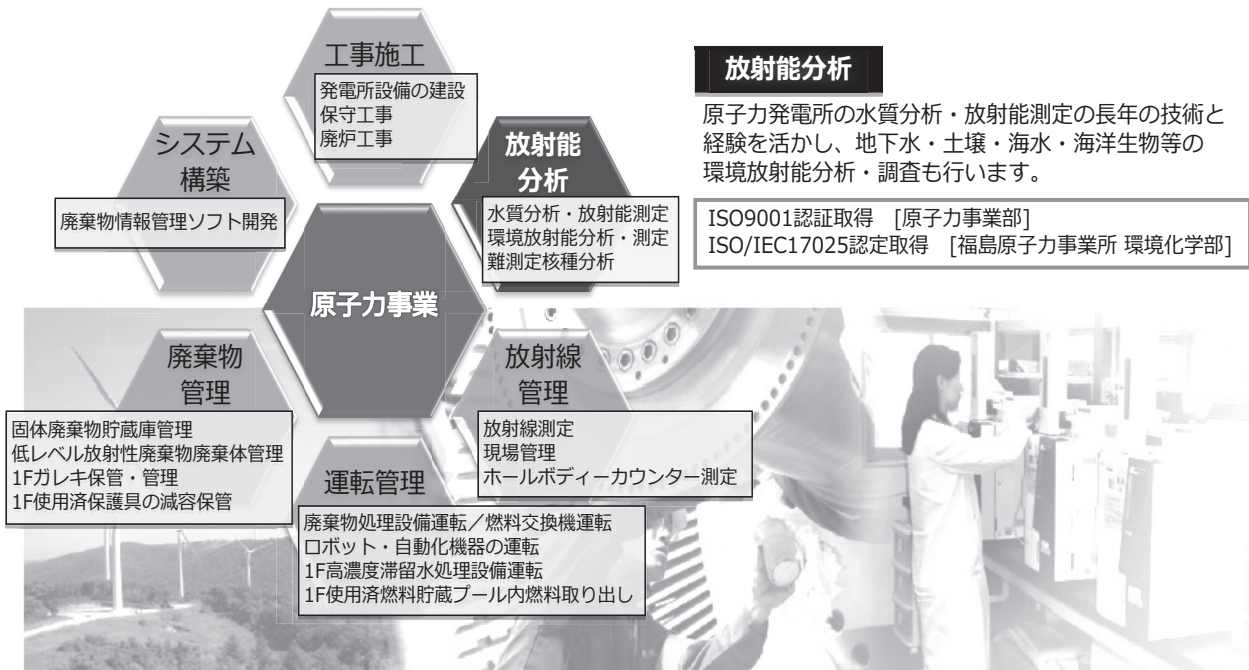 工事施工
発電所設備の建設
保守工事
廃炉工事
システム
構築
廃棄物情報管理ソフト開発
放射能
分析
水質分析・放射能測定
環境放射能分析・測定
難測定核種分析
原子力事業
廃棄物
管理
固体廃棄物貯蔵庫管理
低レベル放射性廃棄物廃棄体管理
1Fガレキ保管・管理
1F使用済保護具の減容保管
放射線
管理
放射線測定
現場管理
ホールボディーカウンター測定
運転管理
廃棄物処理設備運転／燃料交換機運転
ロボット・自動化機器の運転
1F高濃度滞留水処理設備運転
1F使用済燃料貯蔵プール内燃料取り出し
放射能分析
原子力発電所の水質分析・放射能測定の長年の技術と
経験を活かし、地下水・土壌・海水・海洋生物等の
環境放射能分析・調査も行います。
ISO9001認証取得　[原子力事業部]
ISO/IEC17025認定取得　[福島原子力事業所 環境化学部]